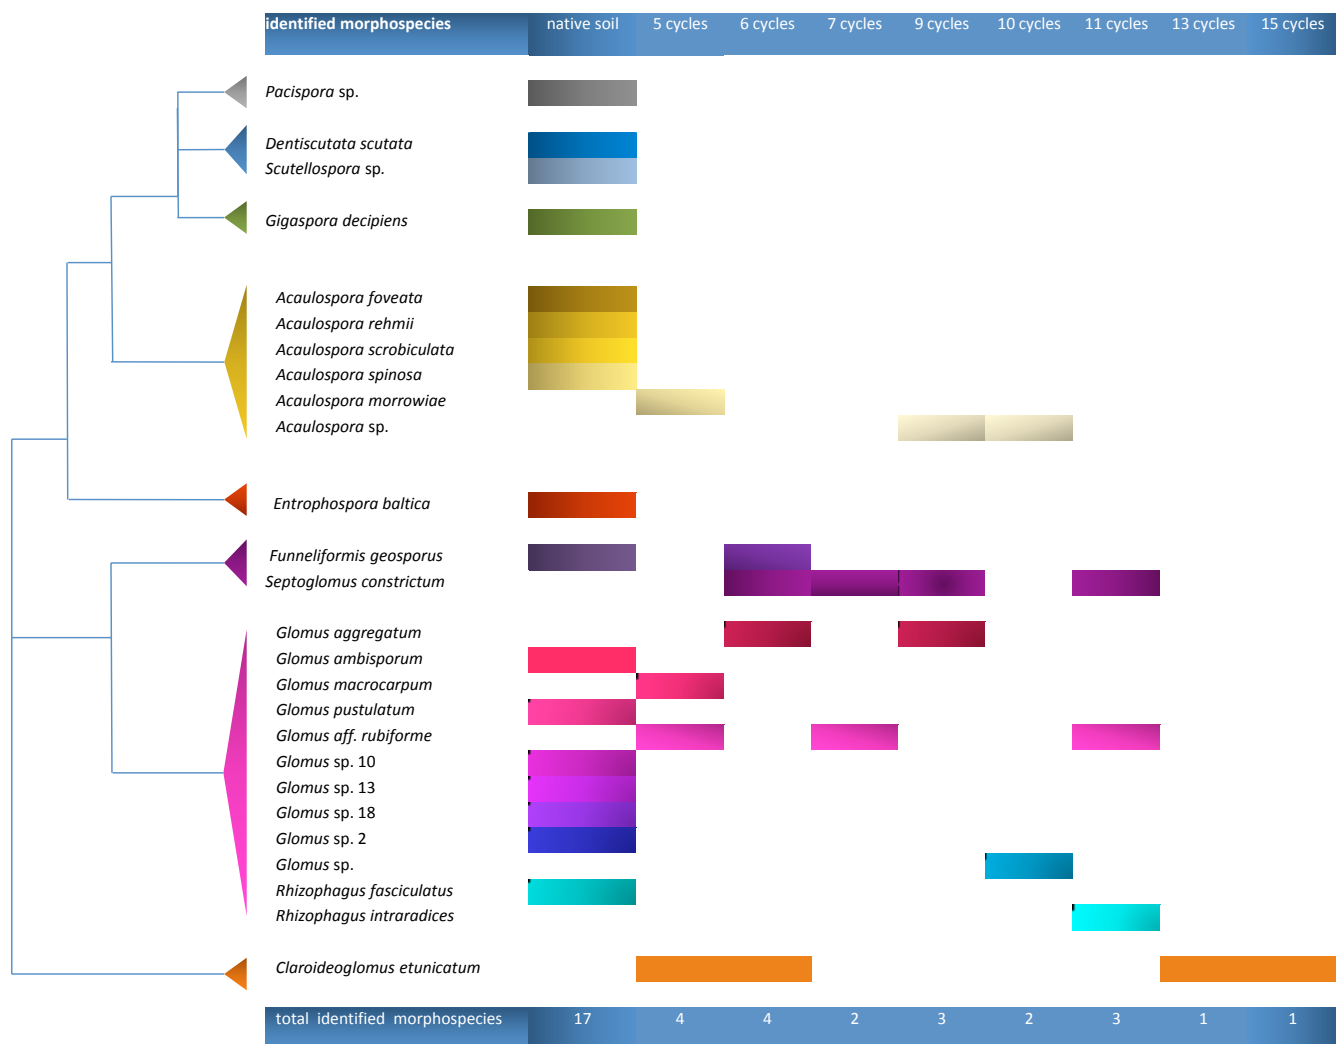 identified morphospecies native soil 5 cycles 6 cycles 7 cycles 9 cycles 10 cycles 11 cycles 13 cycles 15 cycles
Pacispora sp.
Dentiscutata scutata
Scutellospora sp.
Gigaspora decipiens
Acaulospora foveata
Acaulospora rehmii
Acaulospora scrobiculata
Acaulospora spinosa
Acaulospora morrowiae
Acaulospora sp.
Entrophospora baltica
Funneliformis geosporus
Septoglomus constrictum
Glomus aggregatum
Glomus ambisporum
Glomus macrocarpum
Glomus pustulatum
Glomus aff. rubiforme
Glomus sp. 10
Glomus sp. 13
Glomus sp. 18
Glomus sp. 2
Glomus sp.
Rhizophagus fasciculatus
Rhizophagus intraradices
Claroideoglomus etunicatum
total identified morphospecies 17 4 4 2 3 2 3 1 1